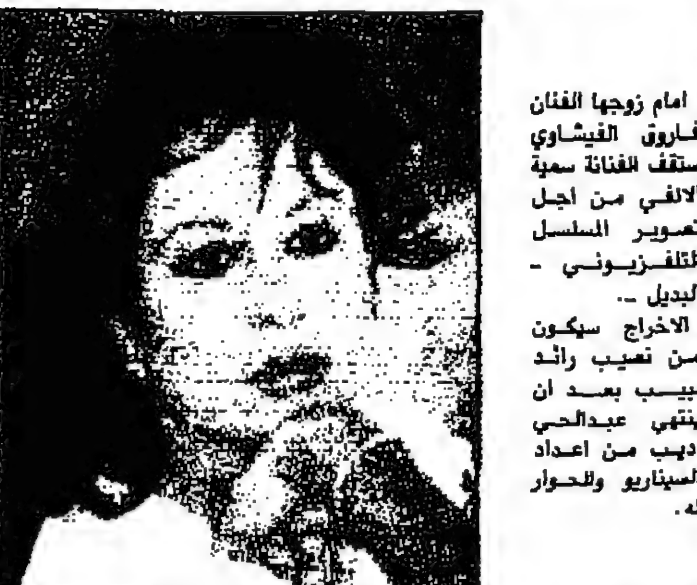 امام زوجها الفنان
فاروق الفيشاوي
ستقف الفنانة سمية
الالفي من اجل
تصوير المسلسل
التلفزيوني -
البديل -.
الاخراج سيكون
من نصيب رائد
لبيب بعد ان
ينتهي عبدالحي
اديب من اعداد
السيناريو والحوار
له.